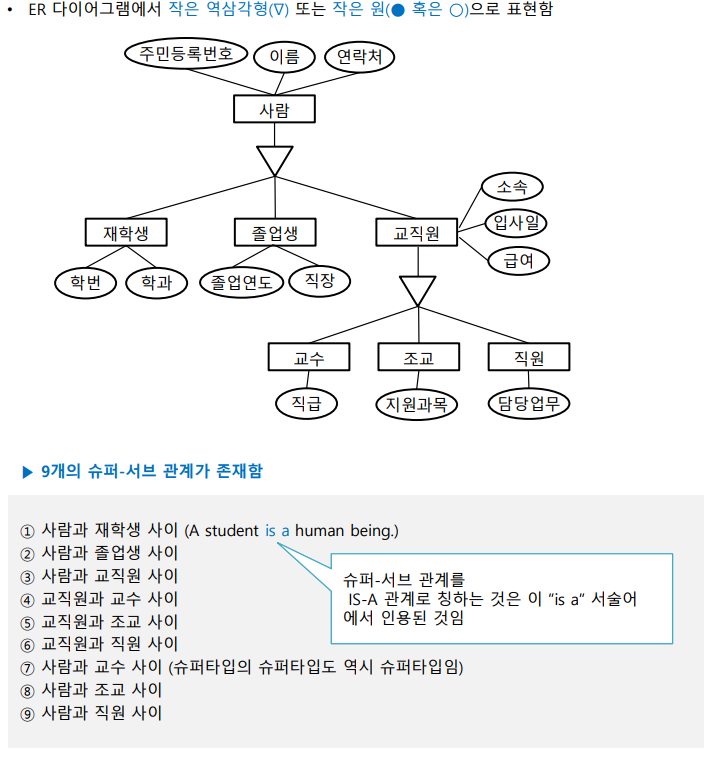 • ER 다이어그램에서 작은 역삼각형(∇) 또는 작은 원(● 혹은 ○)으로 표현함
주민등록번호 이름 연락처
사람
소속
입사일
재학생 졸업생 교직원
급여
학번 학과 졸업연도 직장
교수 조교 직원
직급 지원과목 담당업무
▶ 9개의 슈퍼-서브 관계가 존재함
① 사람과 재학생 사이 (A student is a human being.)
② 사람과 졸업생 사이
③ 사람과 교직원 사이
④ 교직원과 교수 사이
⑤ 교직원과 조교 사이
⑥ 교직원과 직원 사이
⑦ 사람과 교수 사이 (슈퍼타입의 슈퍼타입도 역시 슈퍼타입임)
⑧ 사람과 조교 사이
⑨ 사람과 직원 사이
슈퍼-서브 관계를
IS-A 관계로 칭하는 것은 이 “is a” 서술어
에서 인용된 것임